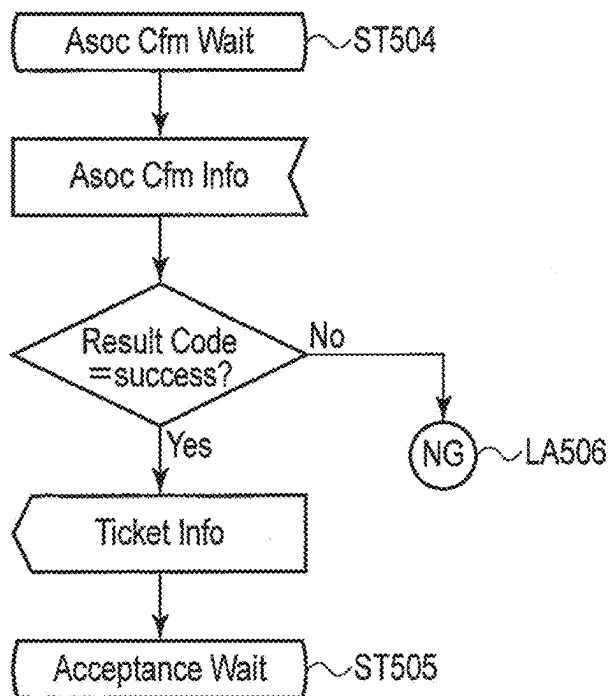 Asoc Cfm Wait ST504
Asoc Cfm Info
Result Code
=success?
No
Yes
NG LA506
Ticket Info
Acceptance Wait ST505